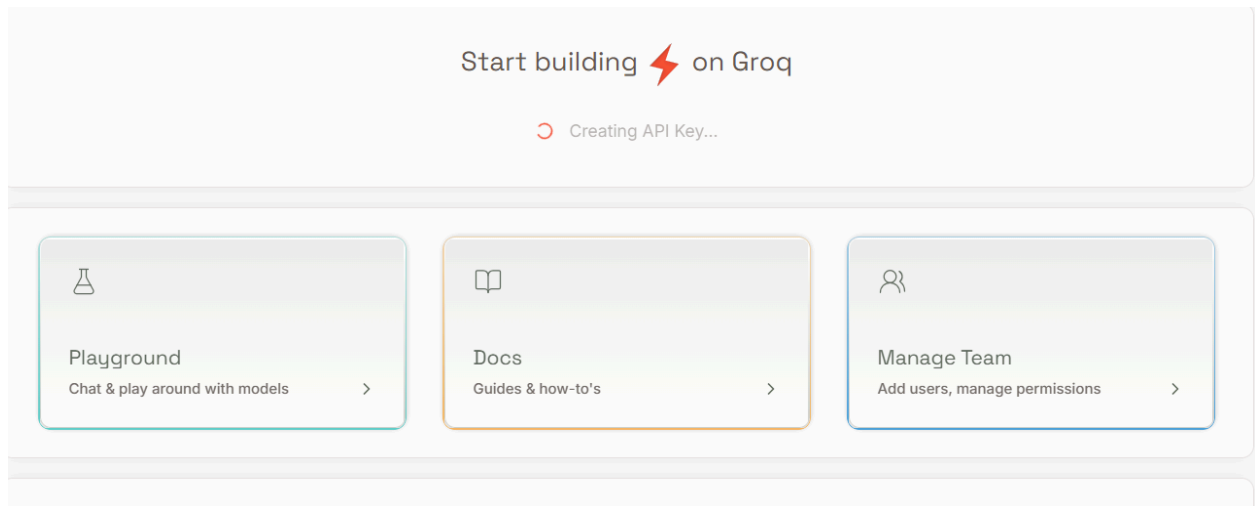 Start building on Groq
Creating API Key...
Playground
Chat & play around with models
Docs
Guides & how-to's
Manage Team
Add users, manage permissions